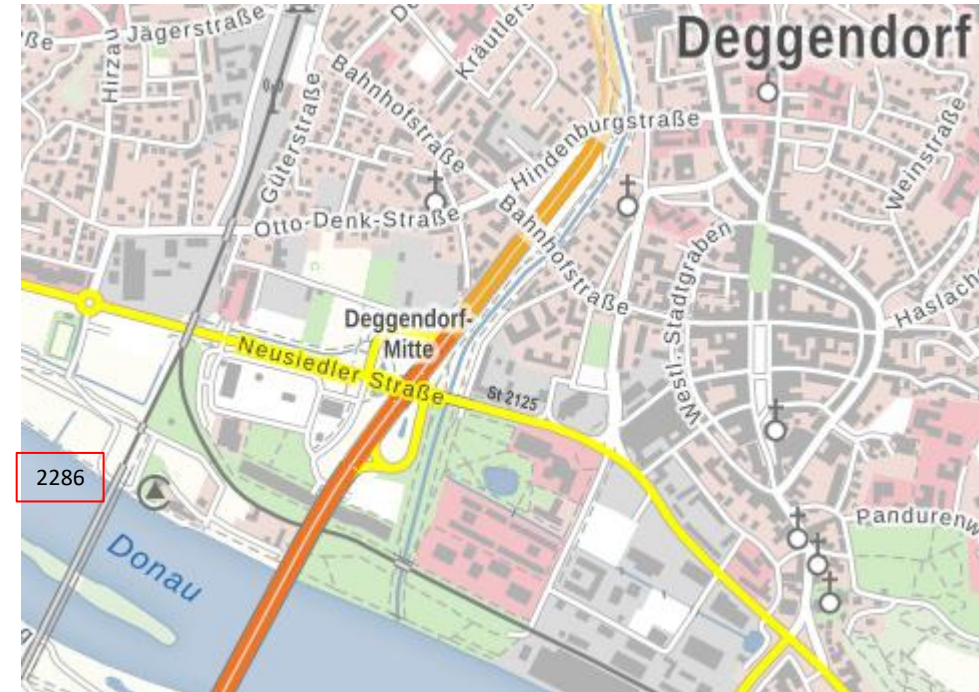 Deggendorf
Jägerstraße
Hirzau
Kräutlers
Bahnhofstraße
Güterstraße
Hindenburgstraße
Weinstraße
Otto-Denk-Straße
Bahnhofstraße
Westl. Stadtgraben
Haslach
Deggendorf-
Mitte
Neusiedler Straße
St 2125
2286
Pandurenw
Donau